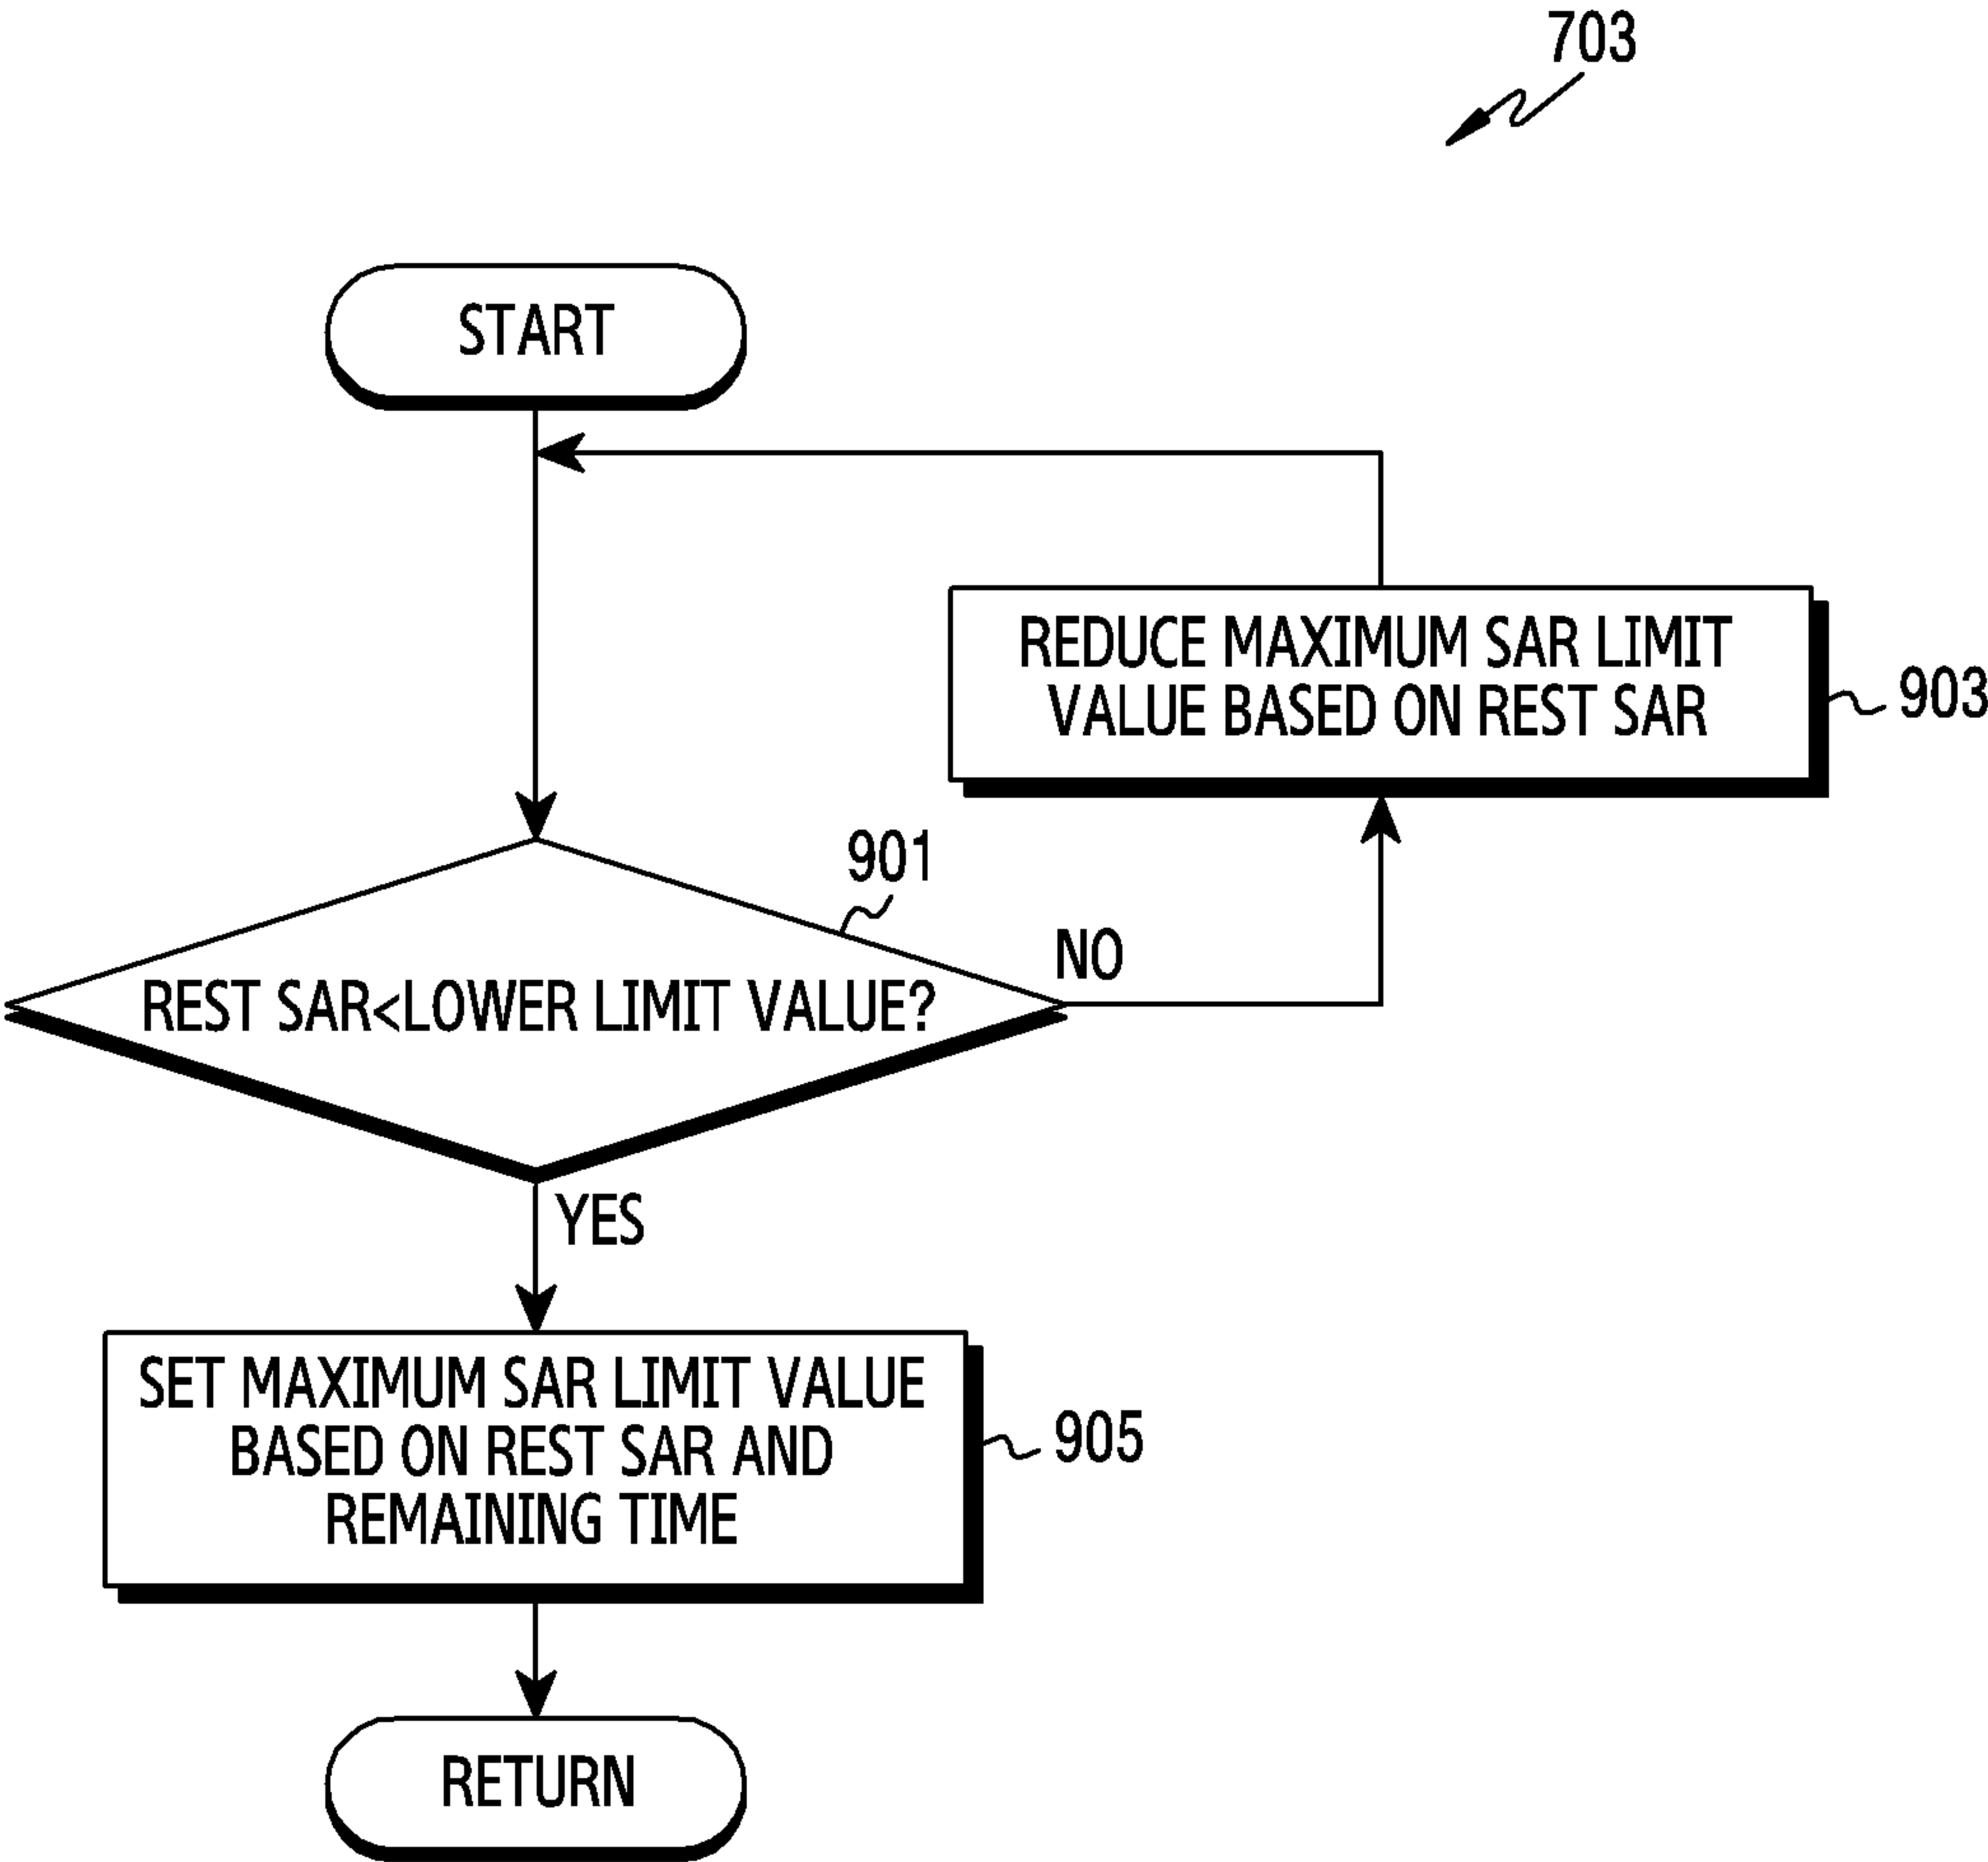 703
START
REDUCE MAXIMUM SAR LIMIT
VALUE BASED ON REST SAR
903
901
NO
REST SAR<LOWER LIMIT VALUE?
YES
SET MAXIMUM SAR LIMIT VALUE
BASED ON REST SAR AND
REMAINING TIME
905
RETURN